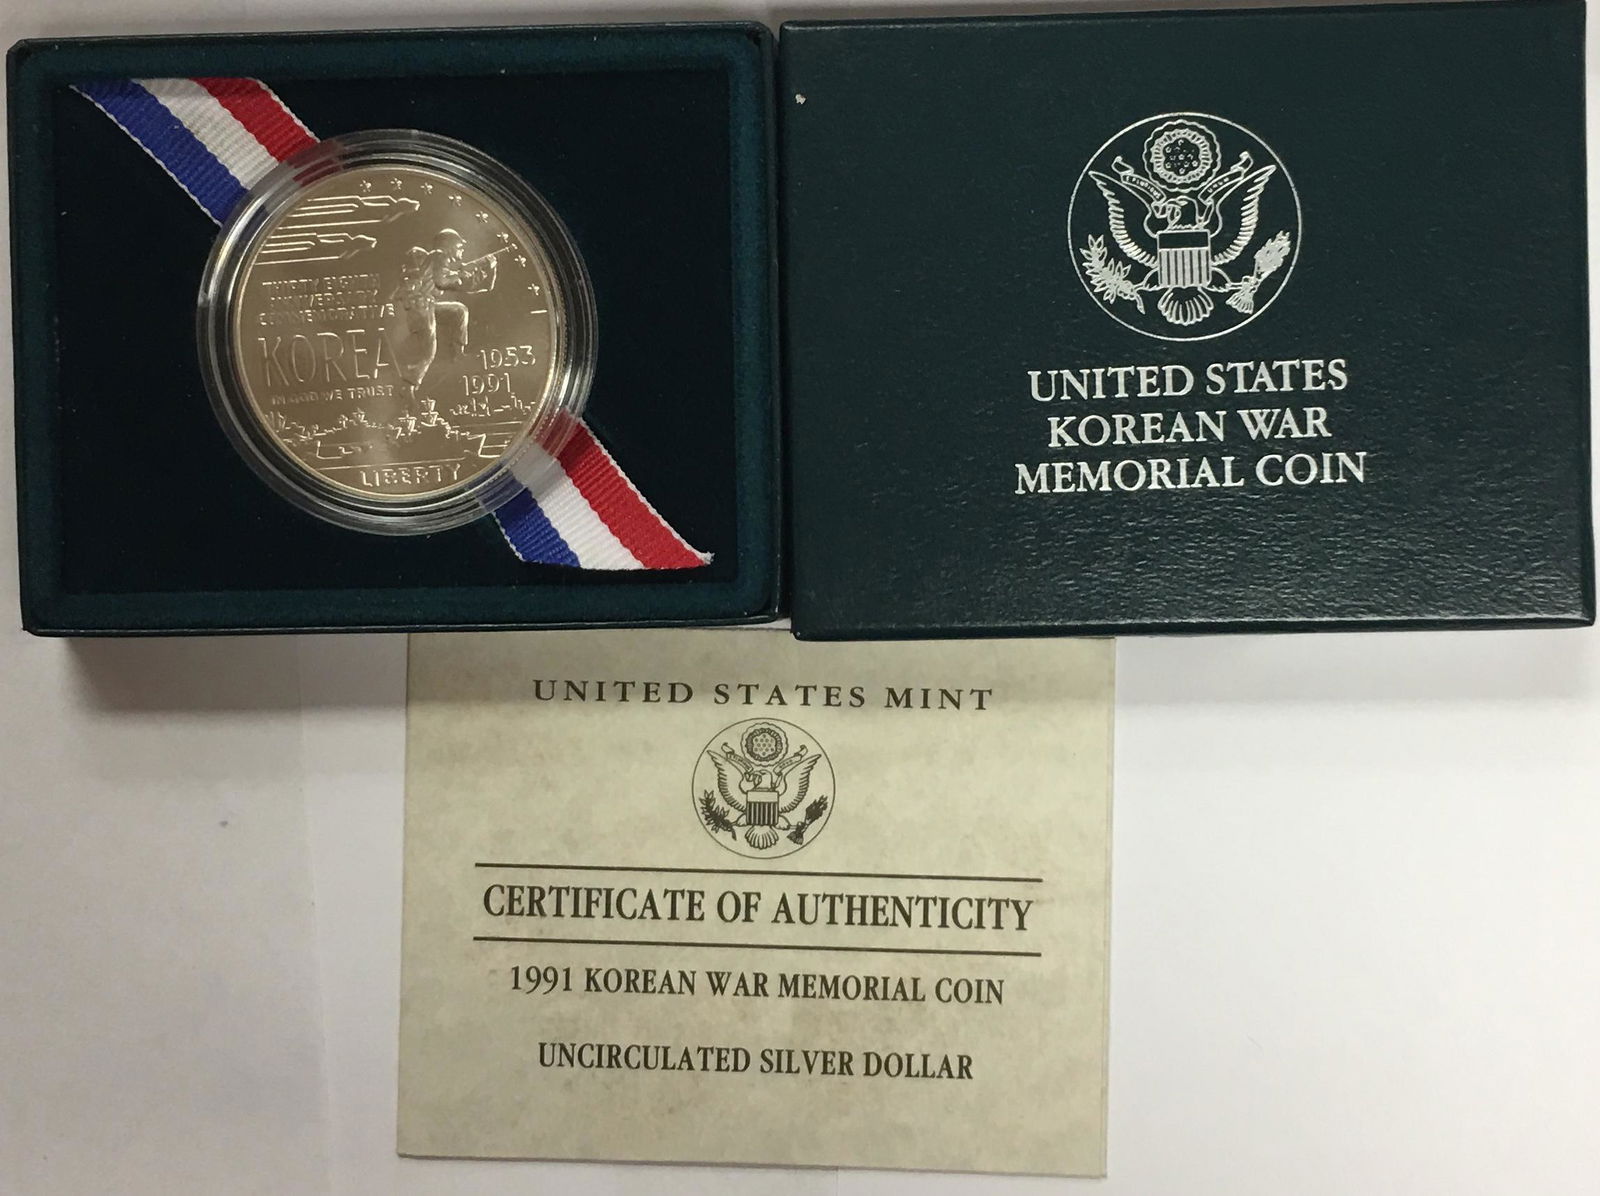 THIRTY EIGHTH
ANNIVERSARY
COMMEMORATIVE
KOREA
IN GOD WE TRUST
1953
1991
LIBERTY
UNITED STATES
KOREAN WAR
MEMORIAL COIN
UNITED STATES MINT
CERTIFICATE OF AUTHENTICITY
1991 KOREAN WAR MEMORIAL COIN
UNCIRCULATED SILVER DOLLAR